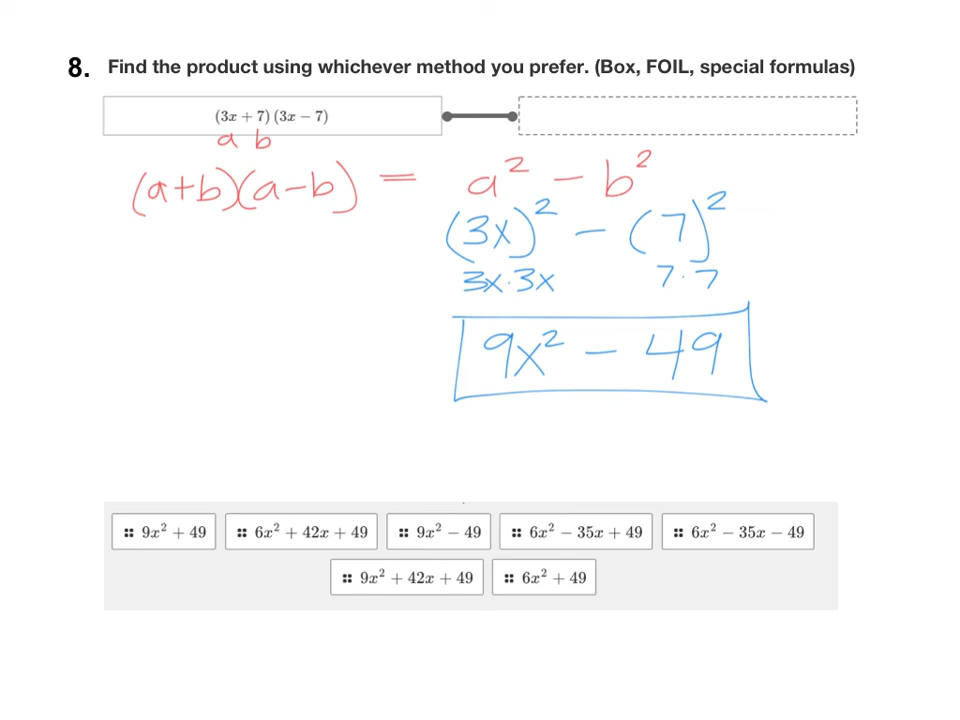 8. Find the product using whichever method you prefer. (Box, FOIL, special formulas)
(3x + 7) (3x − 7)
a b
(a+b)(a-b) = a² - b²
(3x)² - (7)²
3x·3x 7·7
9x² - 49
9x² + 49 6x² + 42x + 49 9x² − 49 6x² − 35x + 49 6x² − 35x − 49
9x² + 42x + 49 6x² + 49